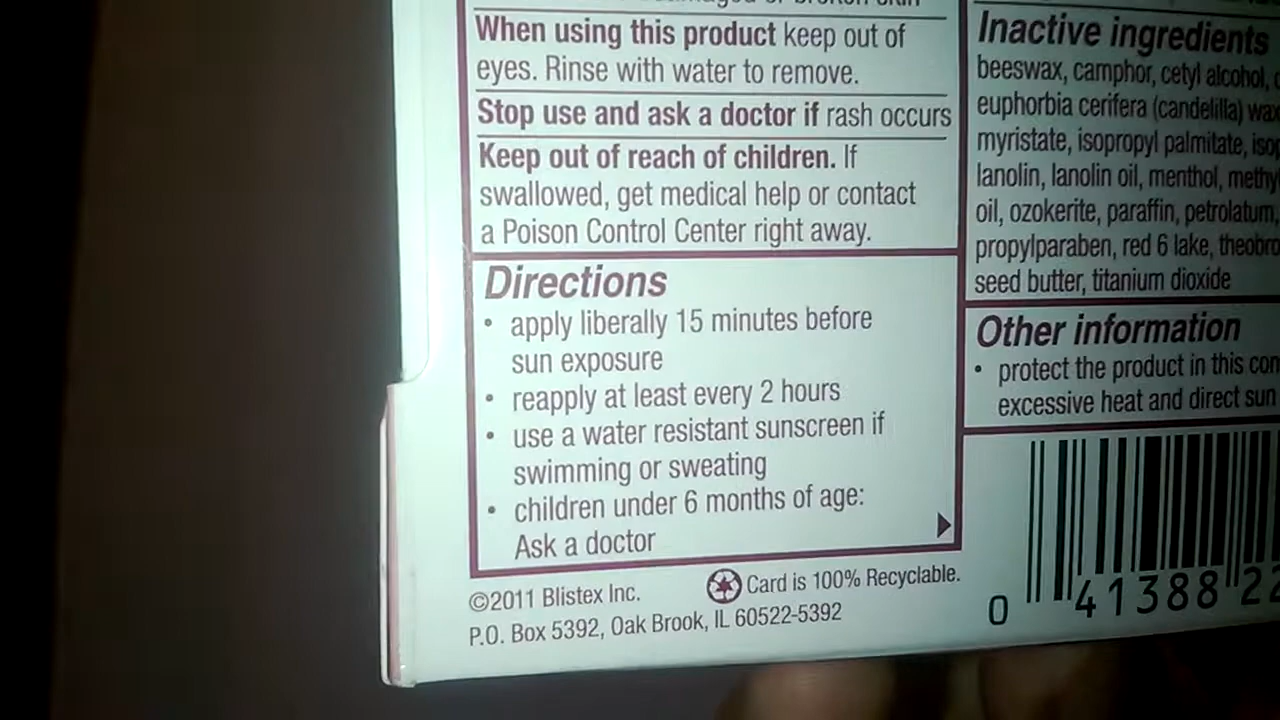 When using this product keep out of
eyes. Rinse with water to remove.
Stop use and ask a doctor if rash occurs
Keep out of reach of children. If
swallowed, get medical help or contact
a Poison Control Center right away.
Directions
• apply liberally 15 minutes before
sun exposure
• reapply at least every 2 hours
• use a water resistant sunscreen if
swimming or sweating
• children under 6 months of age:
Ask a doctor
©2011 Blistex Inc.
Card is 100% Recyclable.
P.O. Box 5392, Oak Brook, IL 60522-5392
Inactive ingredients
beeswax, camphor, cetyl alcohol,
euphorbia cerifera (candelilla) wax
myristate, isopropyl palmitate,
lanolin, lanolin oil, menthol,
oil, ozokerite, paraffin, petrolatum,
propylparaben, red 6 lake,
seed butter, titanium dioxide
Other information
• protect the product in this
excessive heat and direct sun
0 41388 22